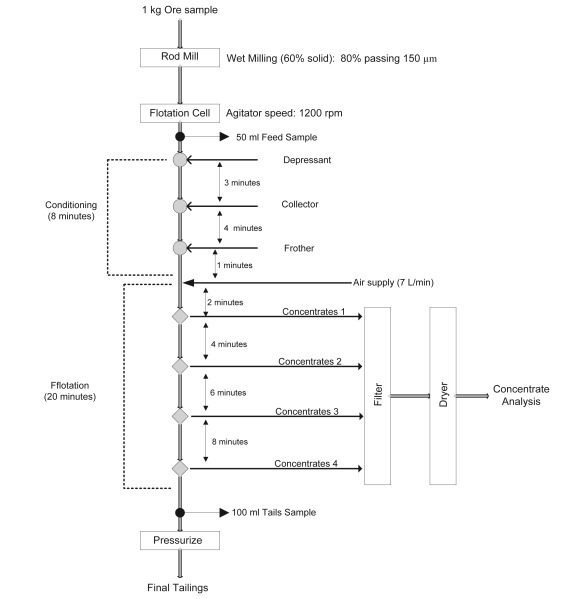 1 kg Ore sample
Rod Mill
Wet Milling (60% solid): 80% passing 150 μm
Flotation Cell
Agitator speed: 1200 rpm
50 ml Feed Sample
Depressant
3 minutes
Conditioning
(8 minutes)
Collector
4 minutes
Frother
1 minutes
Air supply (7 L/min)
2 minutes
Concentrates 1
4 minutes
Concentrates 2
Fflotation
(20 minutes)
6 minutes
Concentrates 3
8 minutes
Concentrates 4
Filter
Dryer
Concentrate
Analysis
100 ml Tails Sample
Pressurize
Final Tailings